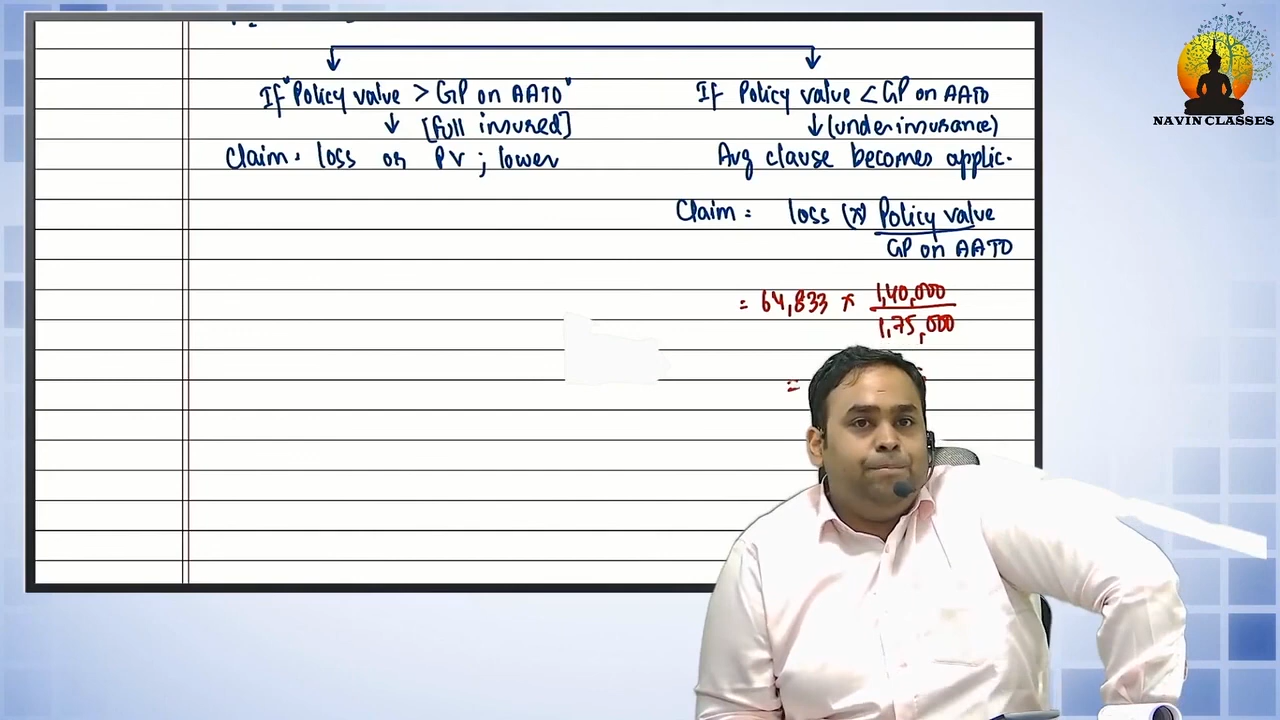 If "Policy value > GP on AATO"
[full insured]
Claim = loss or PV ; lower
If Policy value < GP on AATO
(underinsurance)
Avg clause becomes applic.
Claim = loss (x) Policy value
GP on AATO
= 64,833 x 1,40,000
1,75,000
=
NAVIN CLASSES